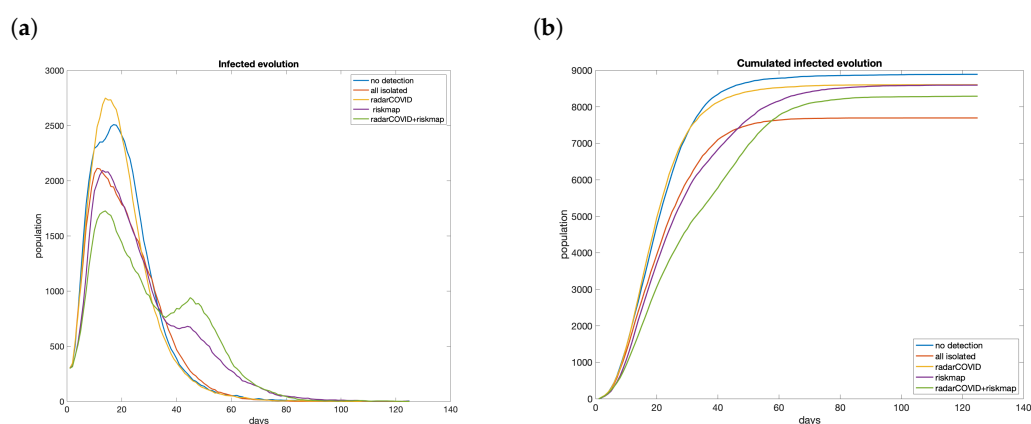 (a)
Infected evolution
3000
2500
2000
1500
1000
500
0
population
0 20 40 60 80 100 120 140
days
no detection
all isolated
radarCOVID
riskmap
radarCOVID+riskmap
(b)
Cumulated infected evolution
9000
8000
7000
6000
5000
4000
3000
2000
1000
0
population
0 20 40 60 80 100 120 140
days
no detection
all isolated
radarCOVID
riskmap
radarCOVID+riskmap